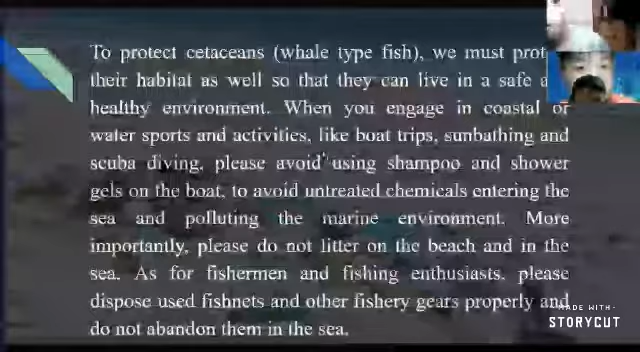 To protect cetaceans (whale type fish), we must
their habitat as well so that they can live in a safe
healthy environment. When you engage in coastal or
water sports and activities, like boat trips, sunbathing and
scuba diving, please avoid using shampoo and shower
gels on the boat, to avoid untreated chemicals entering the
sea and polluting the marine environment. More
importantly, please do not litter on the beach and in the
sea. As for fishermen and fishing enthusiasts, please
dispose used fishnets and other fishery gears properly and
do not abandon them in the sea.
MADE WITH
STORYCUT